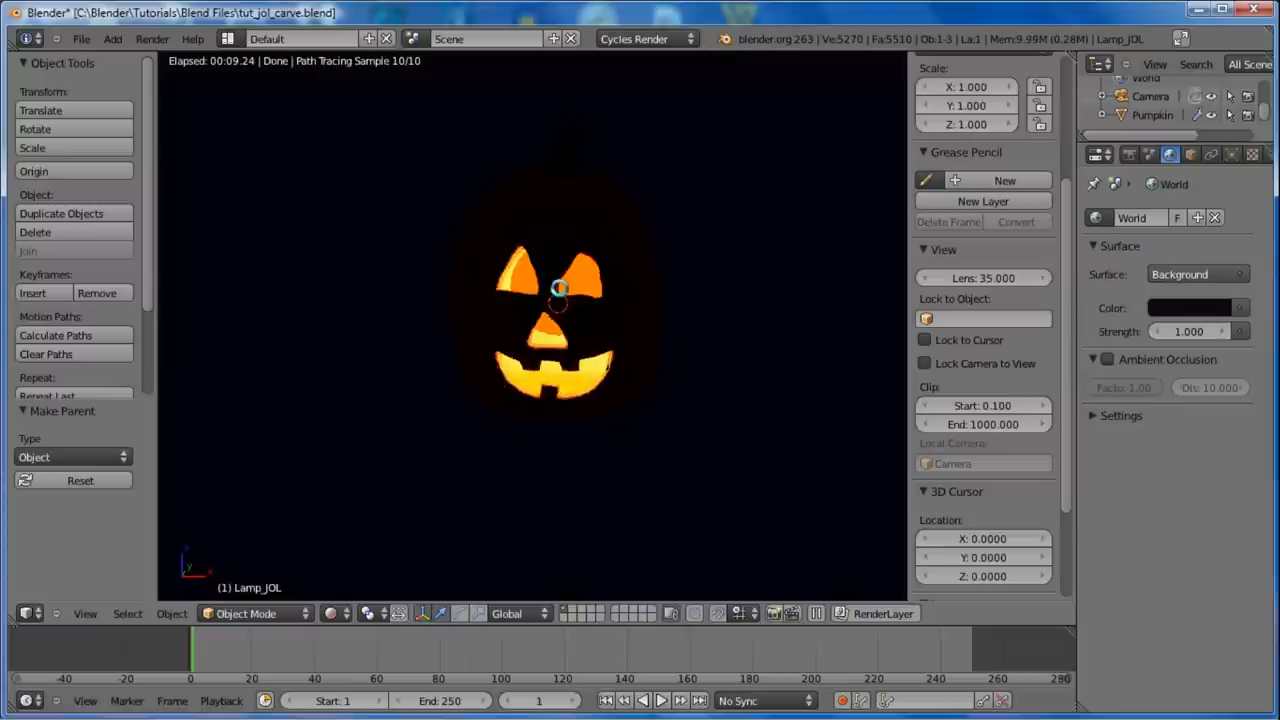 Blender* [C:\Blender\Tutorials\Blend Files\tut_jol_carve.blend]
File Add Render Help Default Scene Cycles Render blender.org 263 | Ve:5270 | Fa:5510 | Ob:1-3 | La:1 | Mem:9.99M (0.28M) | Lamp_JOL
Object Tools
Transform:
Translate
Rotate
Scale
Origin
Object:
Duplicate Objects
Delete
Join
Keyframes:
Insert Remove
Motion Paths:
Calculate Paths
Clear Paths
Repeat:
Repeat Last
Make Parent
Type
Object
Reset
Elapsed: 00:09.24 | Done | Path Tracing Sample 10/10
(1) Lamp_JOL
Scale:
X: 1.000
Y: 1.000
Z: 1.000
Grease Pencil
New
New Layer
Delete Frame Convert
View
Lens: 35.000
Lock to Object:
Lock to Cursor
Lock Camera to View
Clip:
Start: 0.100
End: 1000.000
Local Camera:
Camera
3D Cursor
Location:
X: 0.0000
Y: 0.0000
Z: 0.0000
View Search All Scene
World
Camera
Pumpkin
World
World F
Surface
Surface: Background
Color:
Strength: 1.000
Ambient Occlusion
Facto: 1.00 Dis: 10.000
Settings
View Select Object Object Mode Global RenderLayer
-40 -20 0 20 40 60 80 100 120 140 160 180 200 220 240 260 280
View Marker Frame Playback Start: 1 End: 250 1 No Sync